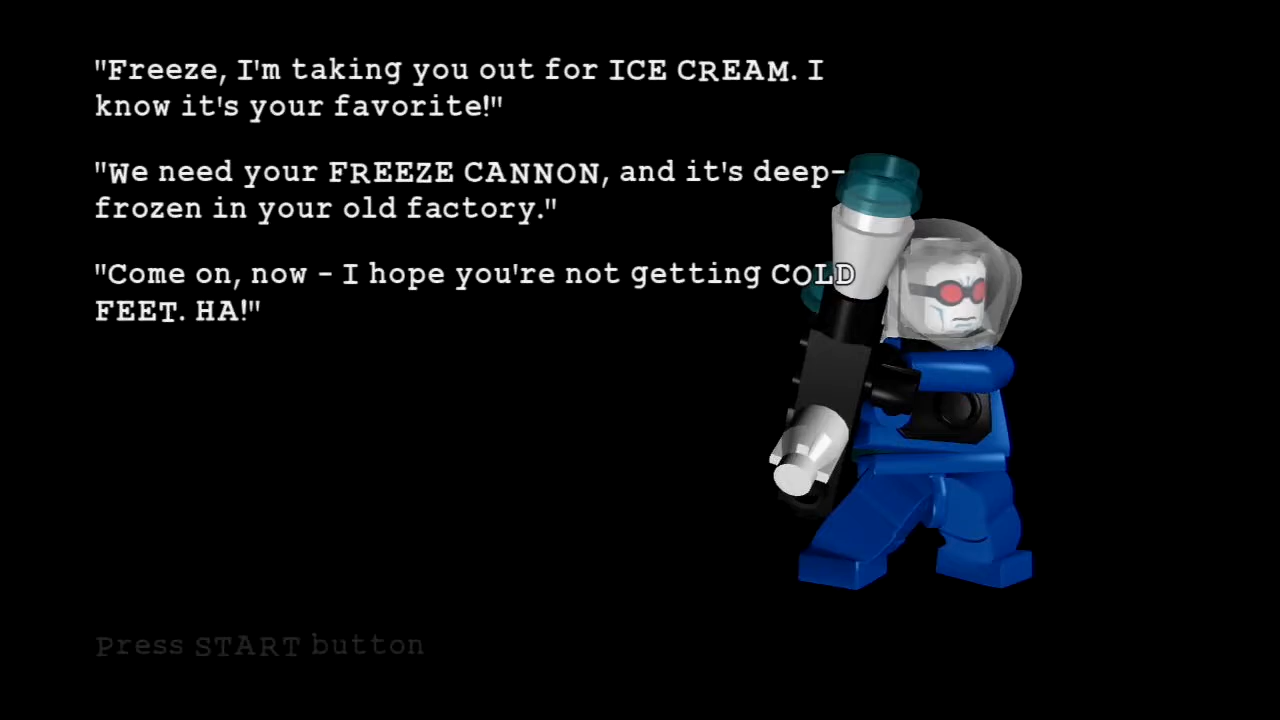 "Freeze, I'm taking you out for ICE CREAM. I
know it's your favorite!"
"We need your FREEZE CANNON, and it's deep-
frozen in your old factory."
"Come on, now - I hope you're not getting COLD
FEET. HA!"
Press START button